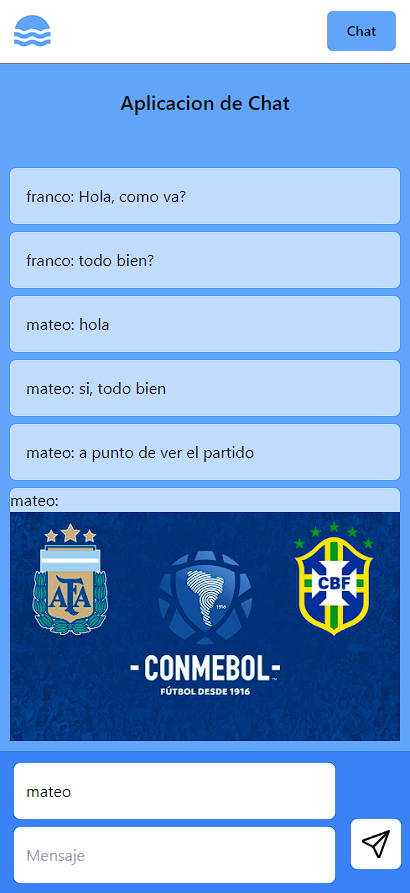 Chat
Aplicacion de Chat
franco: Hola, como va?
franco: todo bien?
mateo: hola
mateo: si, todo bien
mateo: a punto de ver el partido
mateo:
AFA
1916
CBF
-CONMEBOL-
FÚTBOL DESDE 1916
mateo
Mensaje